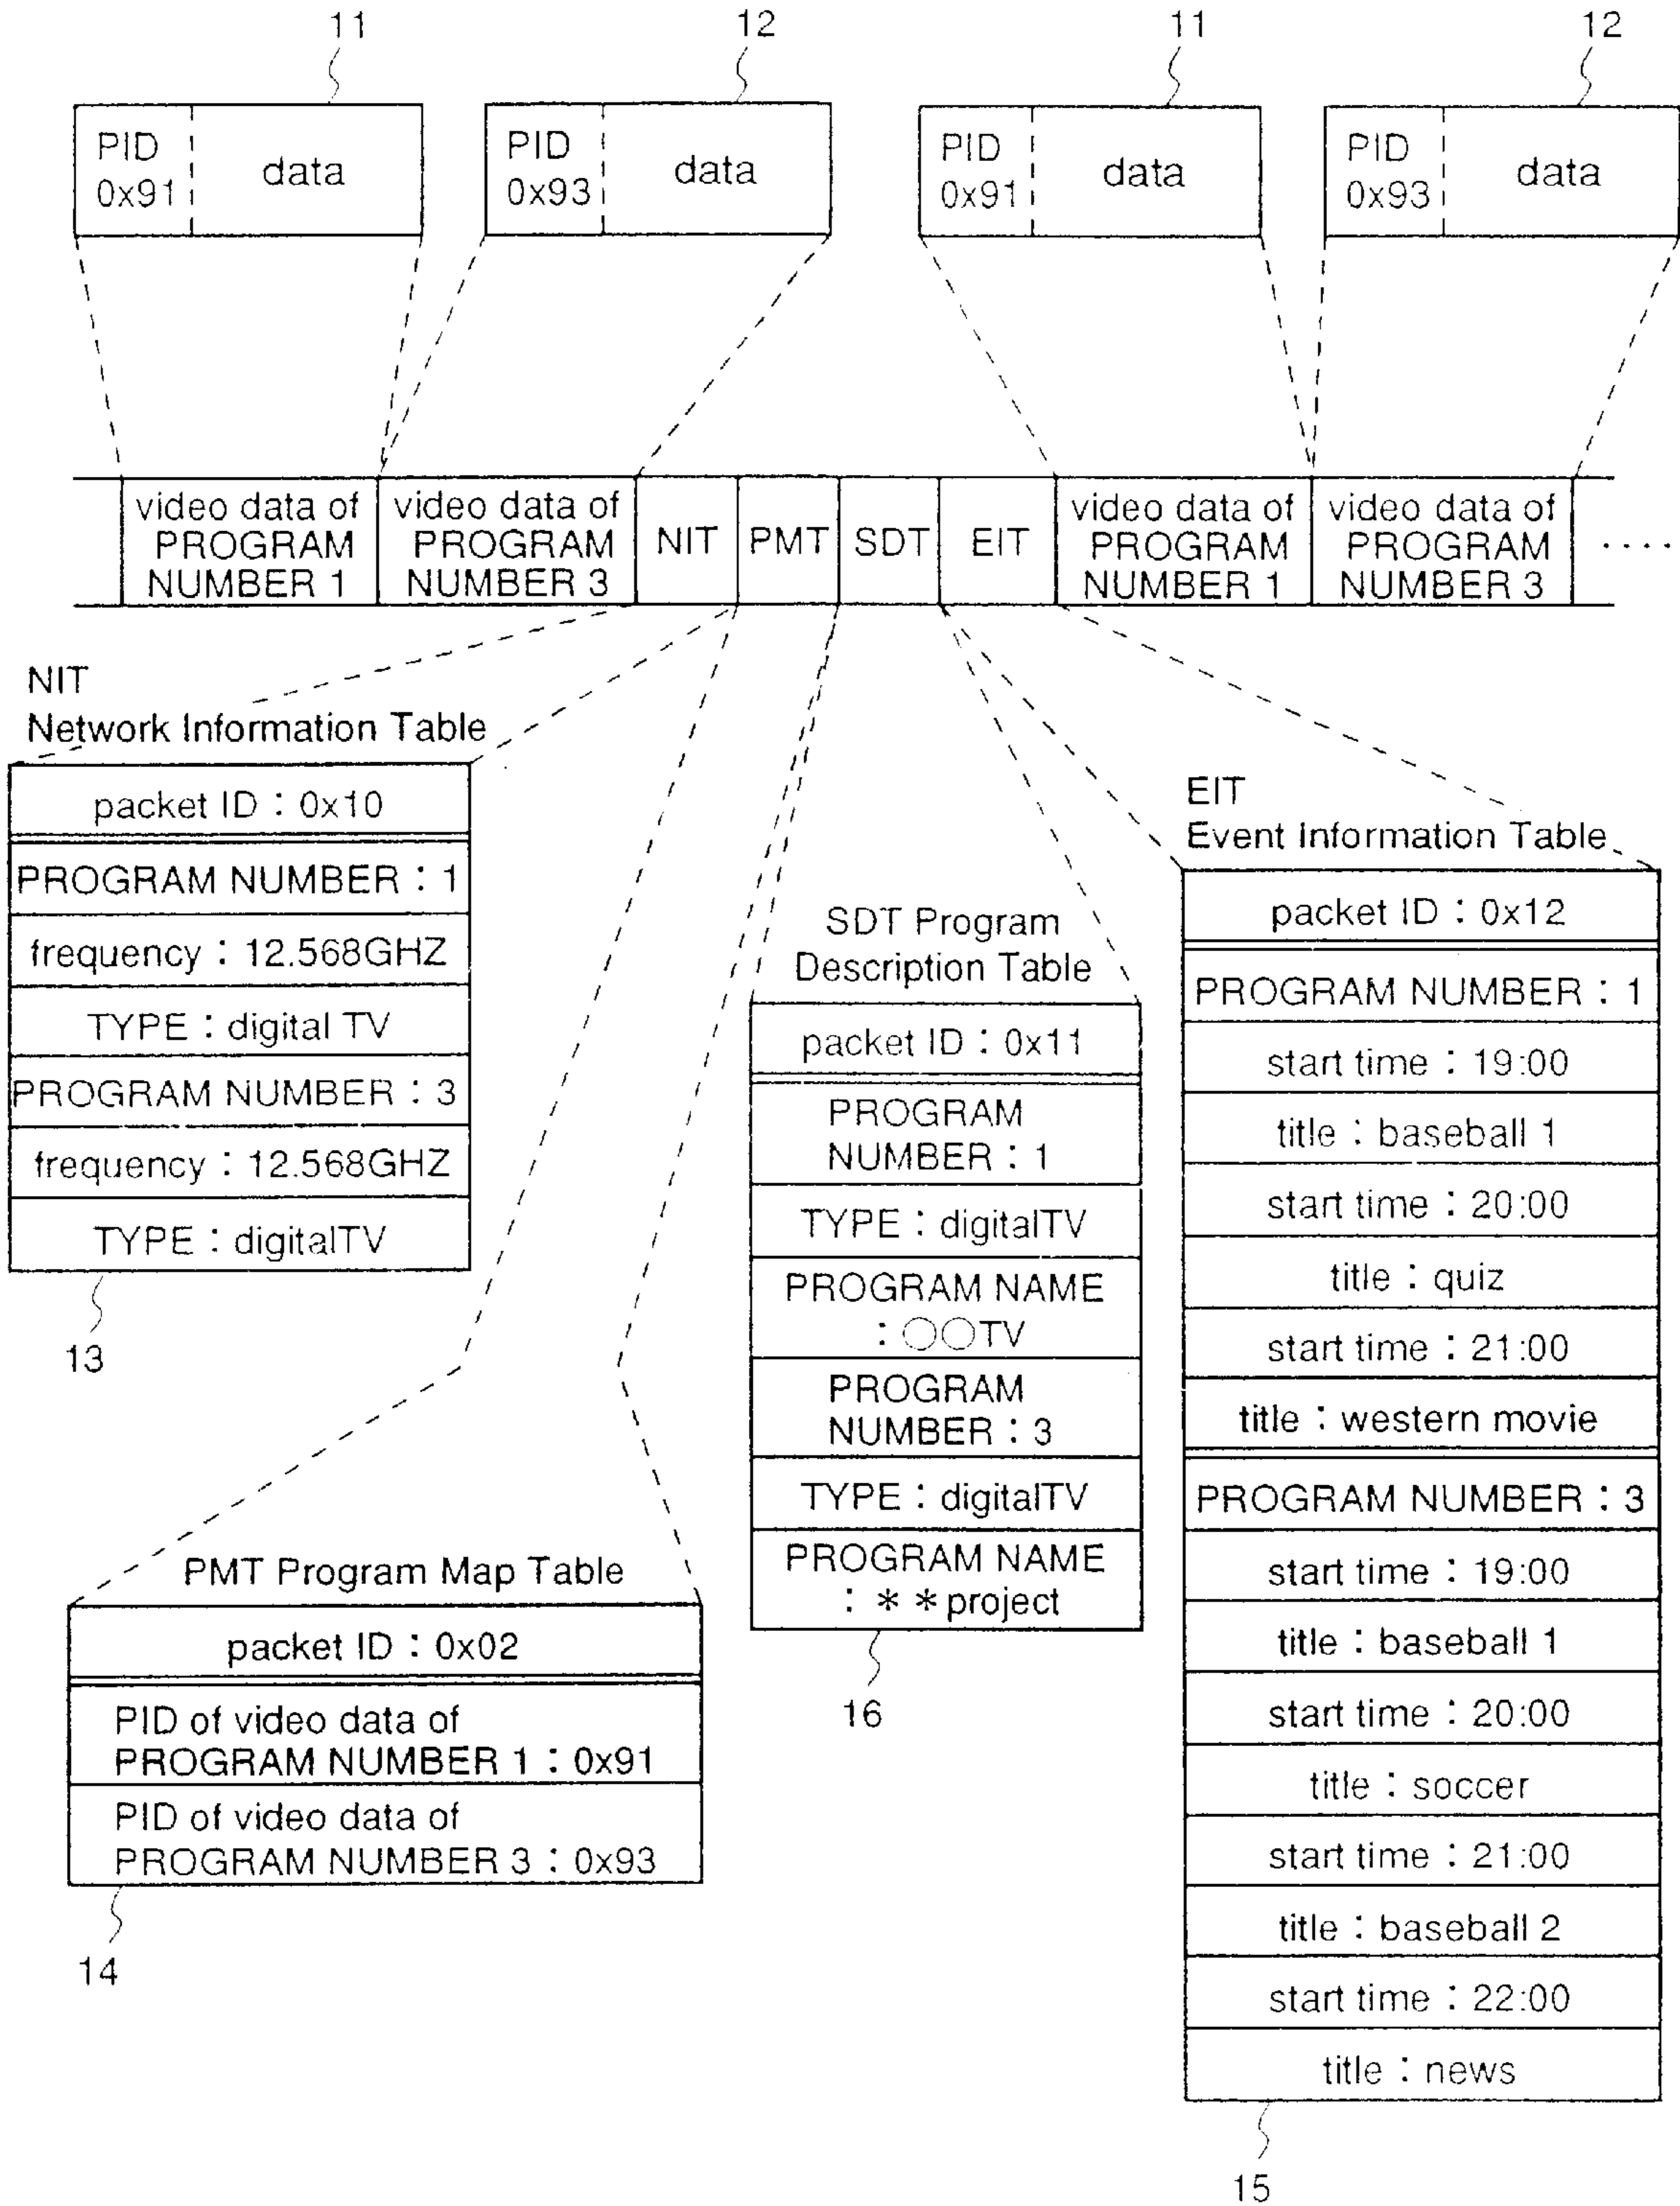 11
12
11
12
PID
0x91
data
PID
0x93
data
PID
0x91
data
PID
0x93
data
video data of
PROGRAM
NUMBER 1
video data of
PROGRAM
NUMBER 3
NIT
PMT
SDT
EIT
video data of
PROGRAM
NUMBER 1
video data of
PROGRAM
NUMBER 3
....
NIT
Network Information Table
packet ID : 0x10
PROGRAM NUMBER : 1
frequency : 12.568GHZ
TYPE : digital TV
PROGRAM NUMBER : 3
frequency : 12.568GHZ
TYPE : digitalTV
13
PMT Program Map Table
packet ID : 0x02
PID of video data of
PROGRAM NUMBER 1 : 0x91
PID of video data of
PROGRAM NUMBER 3 : 0x93
14
SDT Program
Description Table
packet ID : 0x11
PROGRAM
NUMBER : 1
TYPE : digitalTV
PROGRAM NAME
: ○○TV
PROGRAM
NUMBER : 3
TYPE : digitalTV
PROGRAM NAME
: ＊＊project
16
EIT
Event Information Table
packet ID : 0x12
PROGRAM NUMBER : 1
start time : 19:00
title : baseball 1
start time : 20:00
title : quiz
start time : 21:00
title : western movie
PROGRAM NUMBER : 3
start time : 19:00
title : baseball 1
start time : 20:00
title : soccer
start time : 21:00
title : baseball 2
start time : 22:00
title : news
15